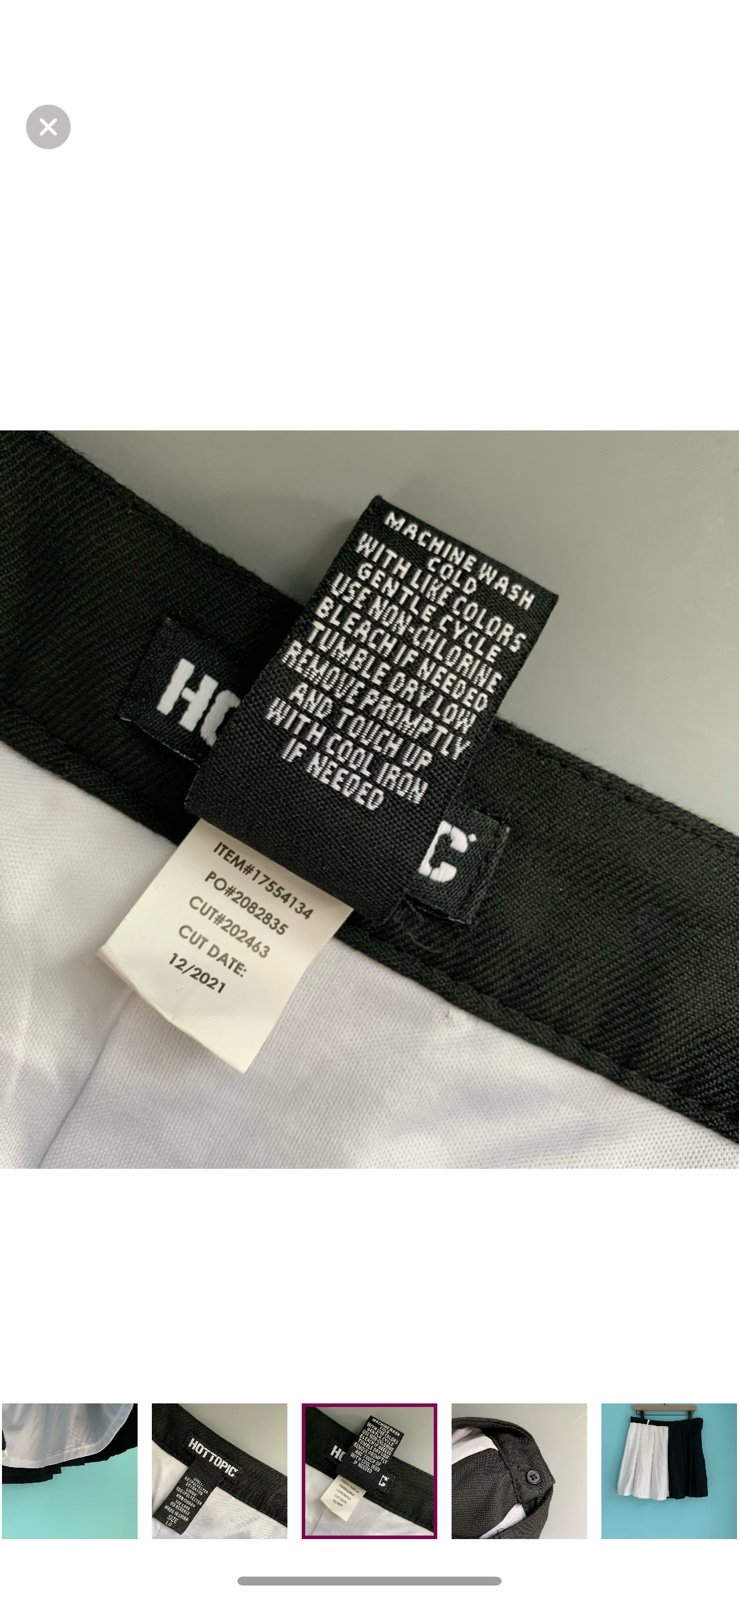 MACHINE WASH
COLD
WITH LIKE COLORS
GENTLE CYCLE
USE NON-CHLORINE
BLEACH IF NEEDED
TUMBLE DRY LOW
REMOVE PROMPTLY
AND TOUCH UP
WITH COOL IRON
IF NEEDED
HO
C
ITEM#17554134
PO#2082835
CUT#202463
CUT DATE:
12/2021
HOTTOPIC